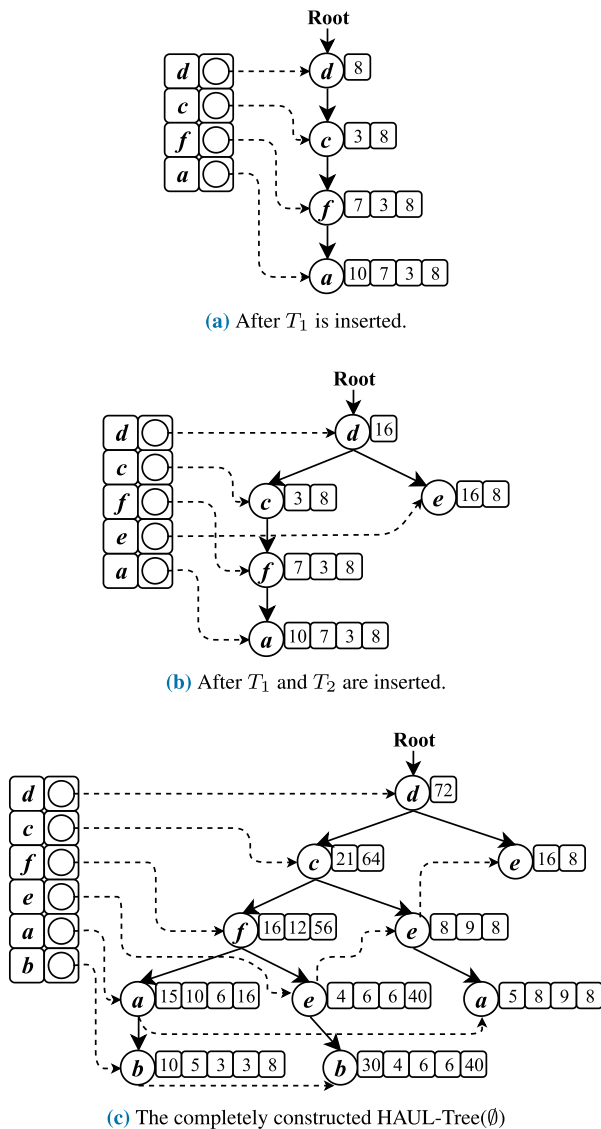 Root
d d 8
c c 3 8
f f 7 3 8
a a 10 7 3 8
(a) After T₁ is inserted.
Root
d d 16
c c 3 8 e 16 8
f f 7 3 8
e
a a 10 7 3 8
(b) After T₁ and T₂ are inserted.
Root
d d 72
c c 21 64 e 16 8
f f 16 12 56 e 8 9 8
e
a a 15 10 6 16 e 4 6 6 40 a 5 8 9 8
b b 10 5 3 3 8 b 30 4 6 6 40
(c) The completely constructed HAUL-Tree(∅)